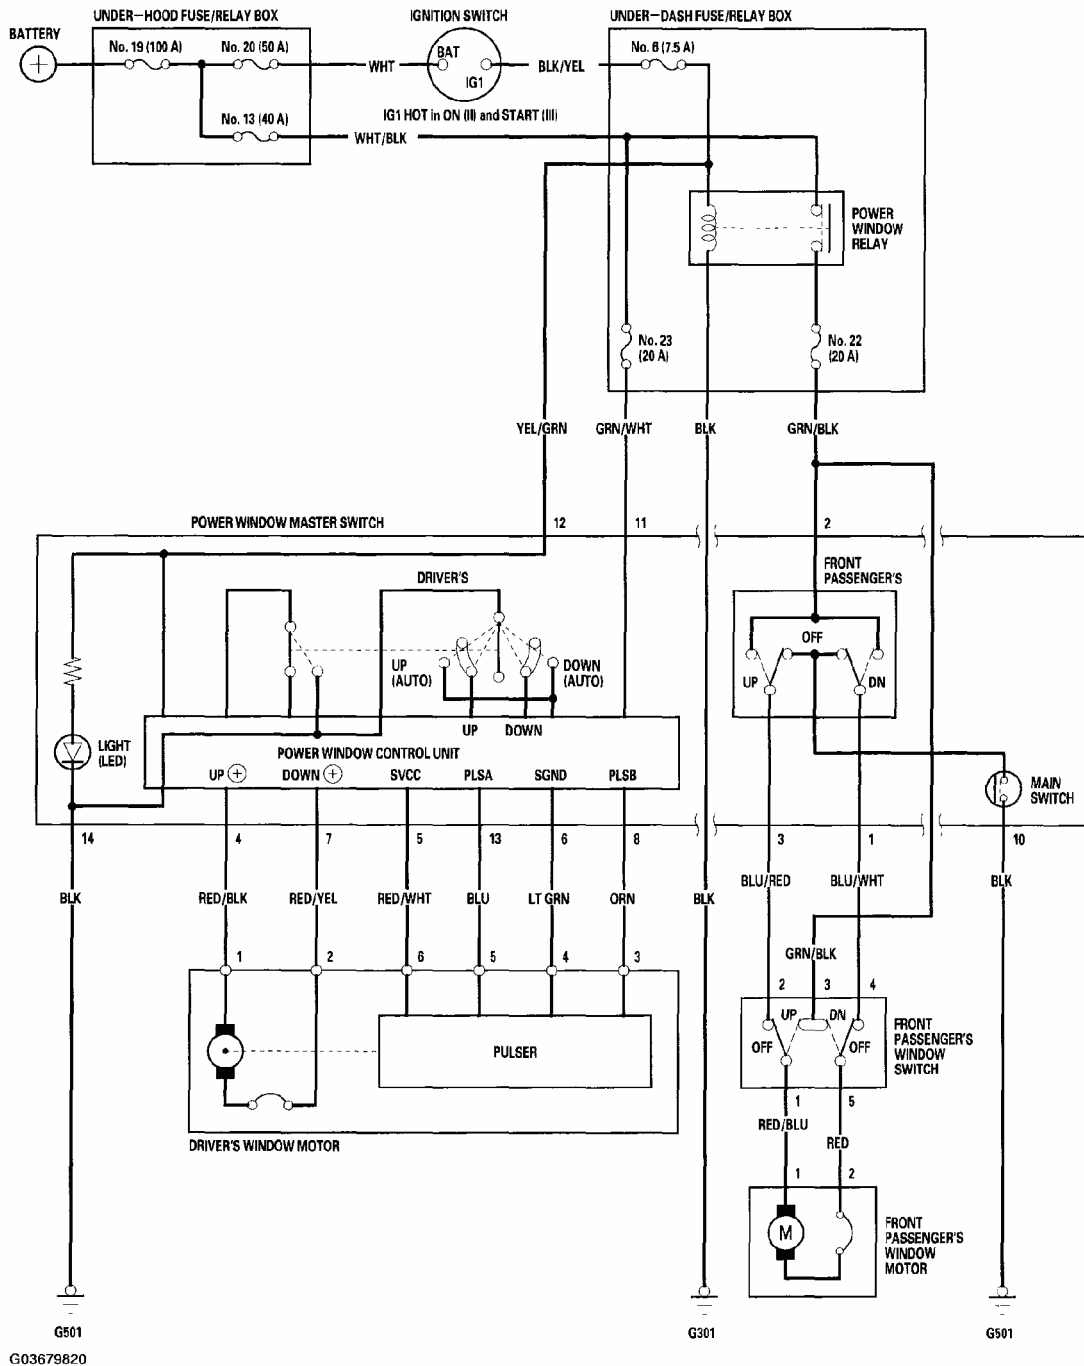 UNDER–HOOD FUSE/RELAY BOX
IGNITION SWITCH
UNDER–DASH FUSE/RELAY BOX
BATTERY
No. 19 (100 A)
No. 20 (50 A)
No. 6 (7.5 A)
BAT
WHT
BLK/YEL
IG1
No. 13 (40 A)
IG1 HOT in ON (II) and START (III)
WHT/BLK
POWER
WINDOW
RELAY
No. 23
(20 A)
No. 22
(20 A)
YEL/GRN
GRN/WHT
BLK
GRN/BLK
POWER WINDOW MASTER SWITCH
12
11
2
FRONT
PASSENGER'S
DRIVER'S
OFF
UP
(AUTO)
DOWN
(AUTO)
UP
DN
UP
DOWN
LIGHT
(LED)
POWER WINDOW CONTROL UNIT
UP +
DOWN +
SVCC
PLSA
SGND
PLSB
MAIN
SWITCH
14
4
7
5
13
6
8
3
1
10
BLU/RED
BLU/WHT
BLK
BLK
RED/BLK
RED/YEL
RED/WHT
BLU
LT GRN
ORN
BLK
GRN/BLK
1
2
6
5
4
3
2
3
4
UP
DN
OFF
OFF
FRONT
PASSENGER'S
WINDOW
SWITCH
PULSER
1
5
RED/BLU
RED
DRIVER'S WINDOW MOTOR
1
2
M
FRONT
PASSENGER'S
WINDOW
MOTOR
G501
G301
G501
G03679820